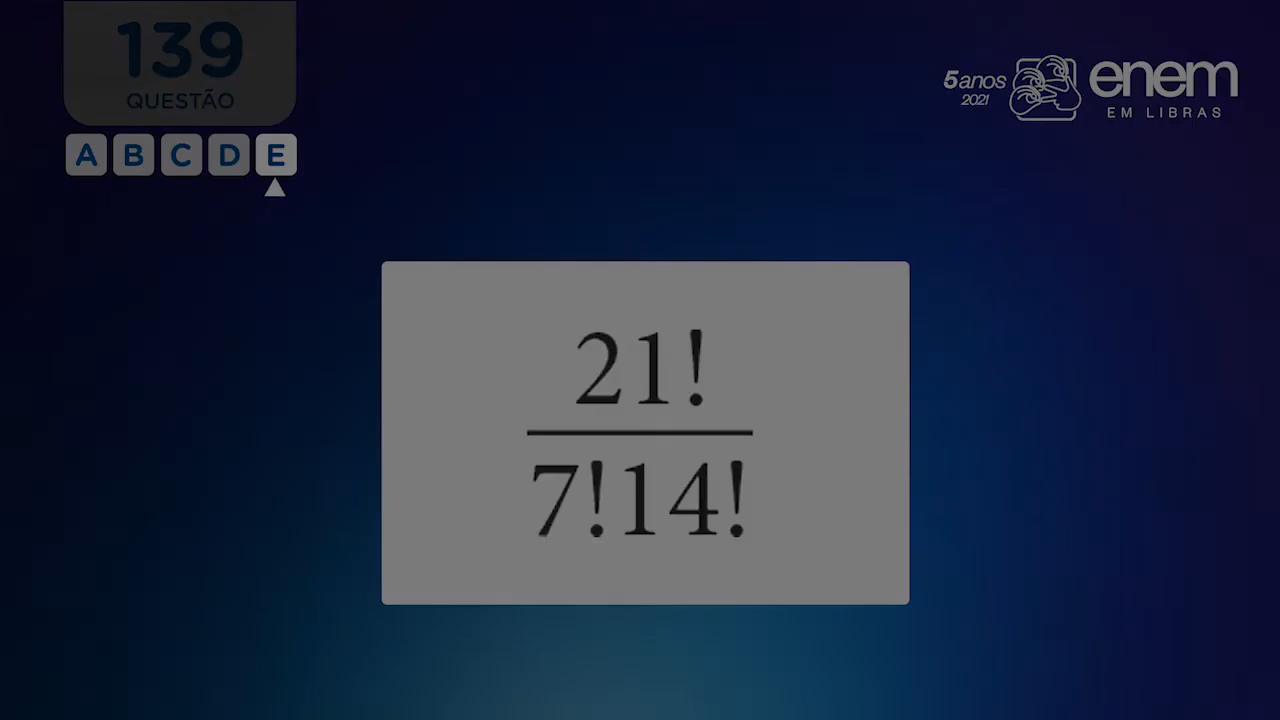 139
QUESTÃO
A B C D E
5anos
2021
enem
EM LIBRAS
21!
7!14!